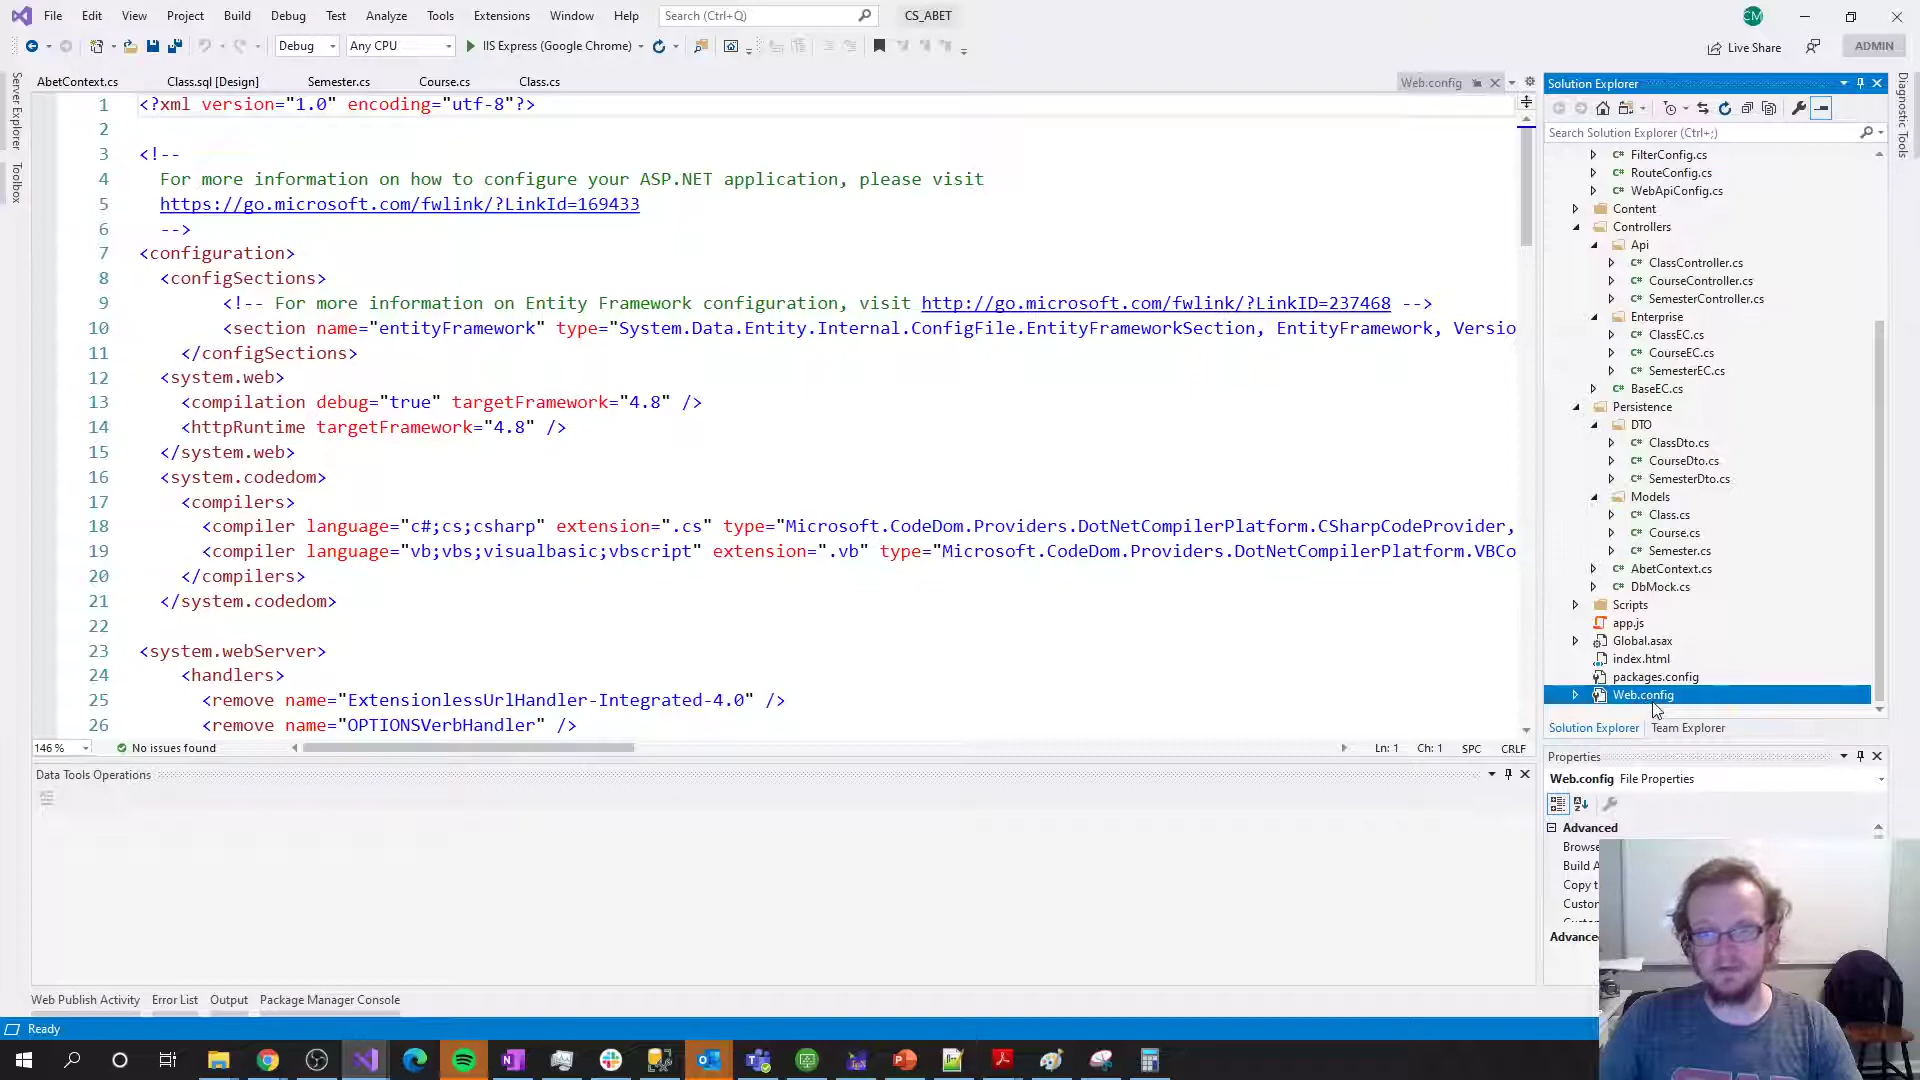 File Edit View Project Build Debug Test Analyze Tools Extensions Window Help Search (Ctrl+Q) CS_ABET CM
Debug Any CPU IIS Express (Google Chrome) Live Share ADMIN
AbetContext.cs Class.sql [Design] Semester.cs Course.cs Class.cs Web.config
Server Explorer
Toolbox
1 <?xml version="1.0" encoding="utf-8"?>
2
3 <!--
4 For more information on how to configure your ASP.NET application, please visit
5 https://go.microsoft.com/fwlink/?LinkId=169433
6 -->
7 <configuration>
8 <configSections>
9 <!-- For more information on Entity Framework configuration, visit http://go.microsoft.com/fwlink/?LinkID=237468 -->
10 <section name="entityFramework" type="System.Data.Entity.Internal.ConfigFile.EntityFrameworkSection, EntityFramework, Versio
11 </configSections>
12 <system.web>
13 <compilation debug="true" targetFramework="4.8" />
14 <httpRuntime targetFramework="4.8" />
15 </system.web>
16 <system.codedom>
17 <compilers>
18 <compiler language="c#;cs;csharp" extension=".cs" type="Microsoft.CodeDom.Providers.DotNetCompilerPlatform.CSharpCodeProvider,
19 <compiler language="vb;vbs;visualbasic;vbscript" extension=".vb" type="Microsoft.CodeDom.Providers.DotNetCompilerPlatform.VBCo
20 </compilers>
21 </system.codedom>
22
23 <system.webServer>
24 <handlers>
25 <remove name="ExtensionlessUrlHandler-Integrated-4.0" />
26 <remove name="OPTIONSVerbHandler" />
146 % No issues found Ln: 1 Ch: 1 SPC CRLF
Data Tools Operations
Web Publish Activity Error List Output Package Manager Console
Ready
Solution Explorer
Search Solution Explorer (Ctrl+;)
FilterConfig.cs
RouteConfig.cs
WebApiConfig.cs
Content
Controllers
Api
ClassController.cs
CourseController.cs
SemesterController.cs
Enterprise
ClassEC.cs
CourseEC.cs
SemesterEC.cs
BaseEC.cs
Persistence
DTO
ClassDto.cs
CourseDto.cs
SemesterDto.cs
Models
Class.cs
Course.cs
Semester.cs
AbetContext.cs
DbMock.cs
Scripts
app.js
Global.asax
index.html
packages.config
Web.config
Solution Explorer Team Explorer
Properties
Web.config File Properties
Advanced
Browse
Build A
Copy t
Custor
Advance
Diagnostic Tools